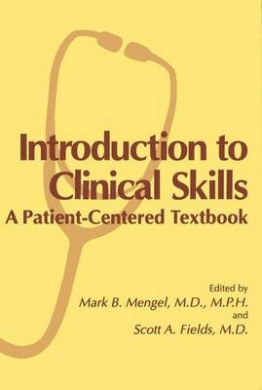 Introduction to
Clinical Skills
A Patient-Centered Textbook
Edited by
Mark B. Mengel, M.D., M.P.H.
and
Scott A. Fields, M.D.